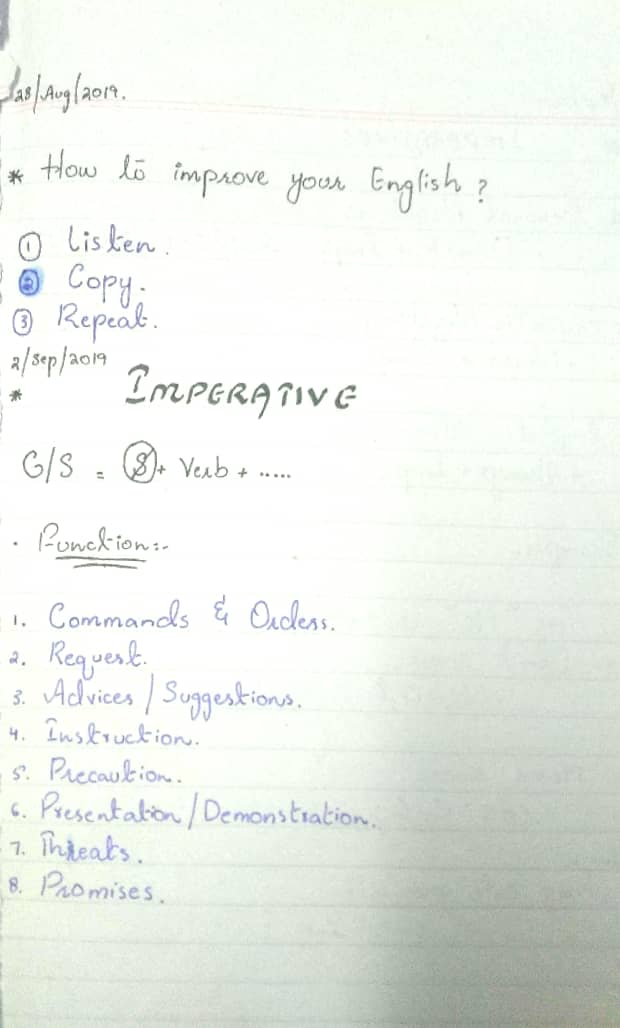 28/Aug/2019.
* How to improve your English ?
① Listen.
② Copy.
③ Repeat.
2/Sep/2019
* IMPERATIVE
G/S = Ⓢ + Verb + .....
. Function:-
1. Commands & Orders.
2. Request.
3. Advices / Suggestions.
4. Instruction.
5. Precaution.
6. Presentation / Demonstration.
7. Threats.
8. Promises.